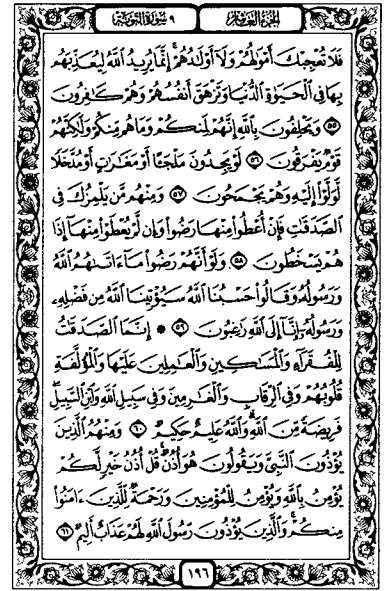 الجزء العاشر
٩ سورة التوبة
فَلَا تُعْجِبْكَ أَمْوَٰلُهُمْ وَلَآ أَوْلَـٰدُهُمْ ۚ إِنَّمَا يُرِيدُ ٱللَّهُ لِيُعَذِّبَهُم
بِهَا فِى ٱلْحَيَوٰةِ ٱلدُّنْيَا وَتَزْهَقَ أَنفُسُهُمْ وَهُمْ كَـٰفِرُونَ
٥٥ وَيَحْلِفُونَ بِٱللَّهِ إِنَّهُمْ لَمِنكُمْ وَمَا هُم مِّنكُمْ وَلَـٰكِنَّهُمْ
قَوْمٌ يَفْرَقُونَ ٥٦ لَوْ يَجِدُونَ مَلْجَـًٔا أَوْ مَغَـٰرَٰتٍ أَوْ مُدَّخَلًا
لَّوَلَّوْا۟ إِلَيْهِ وَهُمْ يَجْمَحُونَ ٥٧ وَمِنْهُم مَّن يَلْمِزُكَ فِى
ٱلصَّدَقَـٰتِ فَإِنْ أُعْطُوا۟ مِنْهَا رَضُوا۟ وَإِن لَّمْ يُعْطَوْا۟ مِنْهَآ إِذَا
هُمْ يَسْخَطُونَ ٥٨ وَلَوْ أَنَّهُمْ رَضُوا۟ مَآ ءَاتَىٰهُمُ ٱللَّهُ
وَرَسُولُهُۥ وَقَالُوا۟ حَسْبُنَا ٱللَّهُ سَيُؤْتِينَا ٱللَّهُ مِن فَضْلِهِۦ
وَرَسُولُهُۥٓ إِنَّآ إِلَى ٱللَّهِ رَٰغِبُونَ ٥٩ ۞ إِنَّمَا ٱلصَّدَقَـٰتُ
لِلْفُقَرَآءِ وَٱلْمَسَـٰكِينِ وَٱلْعَـٰمِلِينَ عَلَيْهَا وَٱلْمُؤَلَّفَةِ
قُلُوبُهُمْ وَفِى ٱلرِّقَابِ وَٱلْغَـٰرِمِينَ وَفِى سَبِيلِ ٱللَّهِ وَٱبْنِ ٱلسَّبِيلِ ۖ
فَرِيضَةً مِّنَ ٱللَّهِ ۗ وَٱللَّهُ عَلِيمٌ حَكِيمٌ ٦٠ وَمِنْهُمُ ٱلَّذِينَ
يُؤْذُونَ ٱلنَّبِىَّ وَيَقُولُونَ هُوَ أُذُنٌ ۚ قُلْ أُذُنُ خَيْرٍ لَّكُمْ
يُؤْمِنُ بِٱللَّهِ وَيُؤْمِنُ لِلْمُؤْمِنِينَ وَرَحْمَةٌ لِّلَّذِينَ ءَامَنُوا۟
مِنكُمْ ۚ وَٱلَّذِينَ يُؤْذُونَ رَسُولَ ٱللَّهِ لَهُمْ عَذَابٌ أَلِيمٌ ٦١
١٩٦